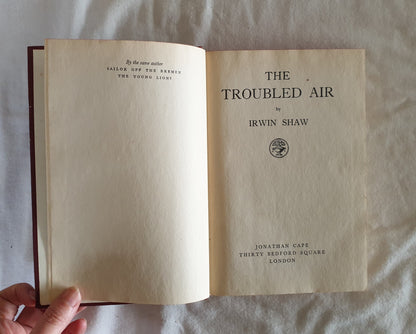 By the same author
SAILOR OFF THE BREMEN
THE YOUNG LIONS
THE
TROUBLED AIR
by
IRWIN SHAW
JONATHAN CAPE
THIRTY BEDFORD SQUARE
LONDON